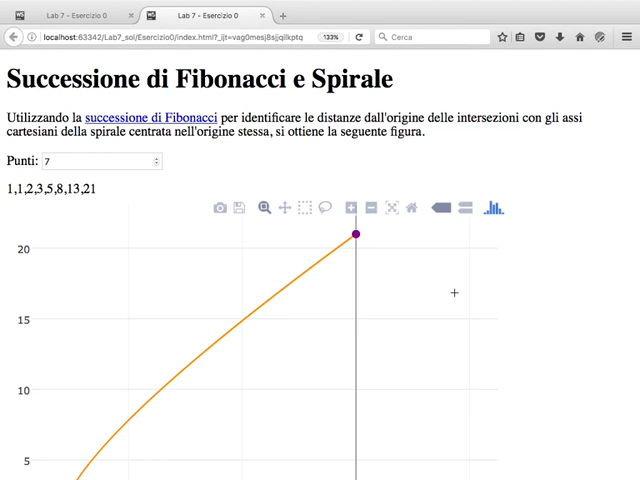 Lab 7 - Esercizio 0
Lab 7 - Esercizio 0
localhost:63342/Lab7_sol/Esercizio0/index.html?_ijt=vag0mesj8sjjqilkptq
133%
Cerca
Successione di Fibonacci e Spirale
Utilizzando la successione di Fibonacci per identificare le distanze dall'origine delle intersezioni con gli assi
cartesiani della spirale centrata nell'origine stessa, si ottiene la seguente figura.
Punti: 7
1,1,2,3,5,8,13,21
20
15
10
5